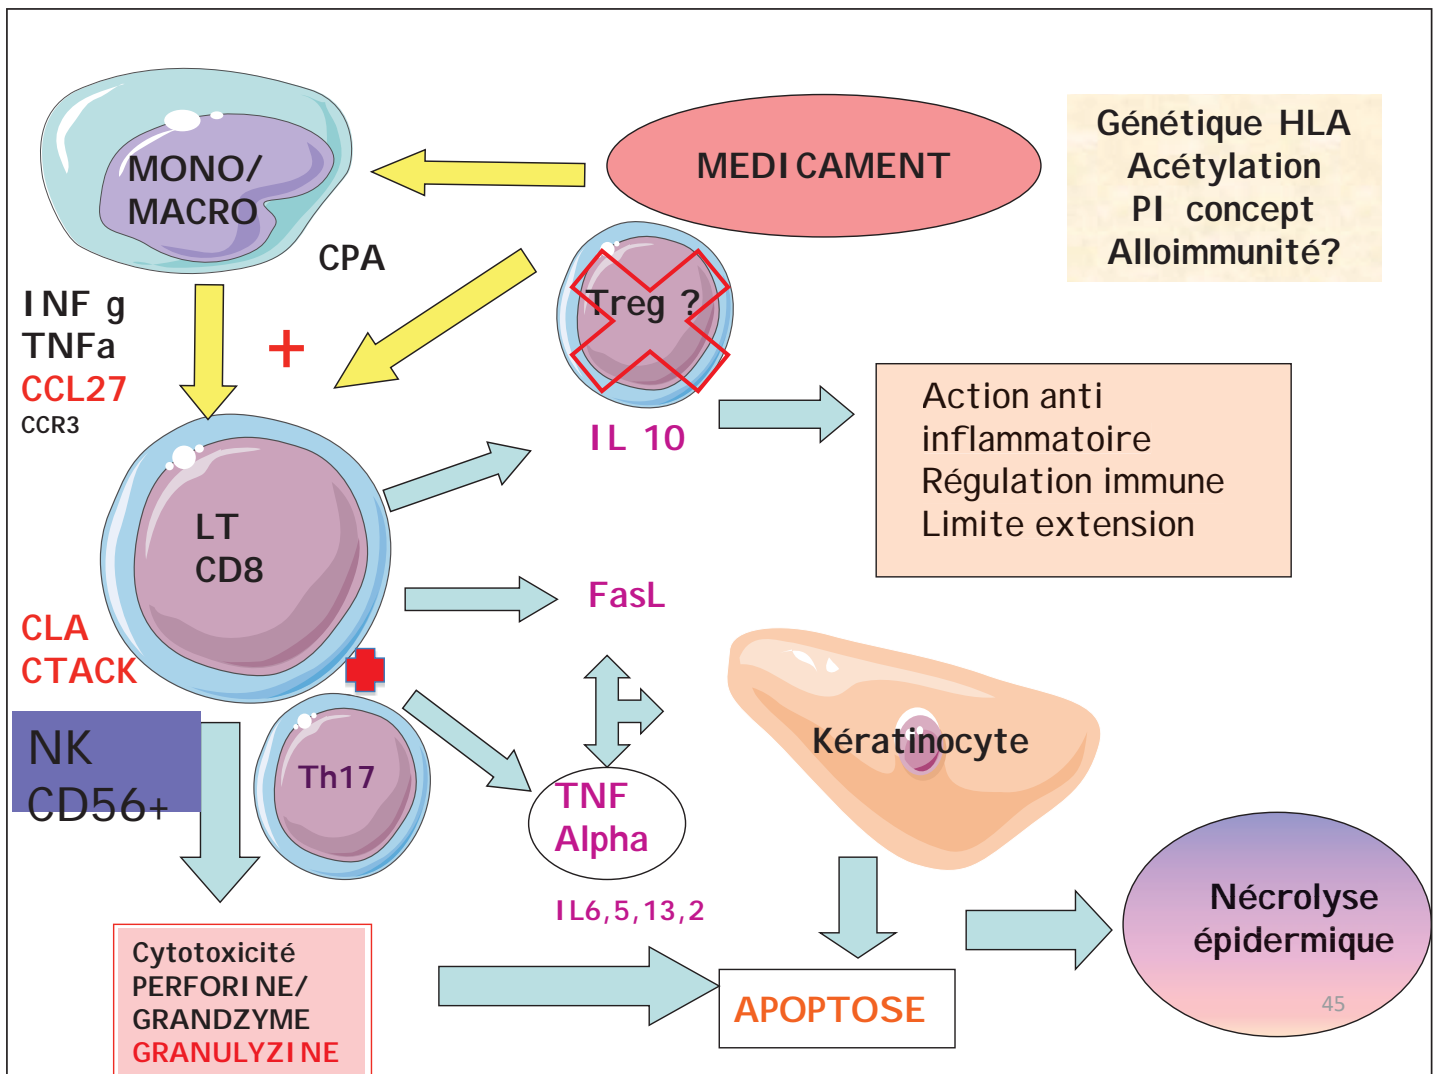 MONO/
MACRO
CPA
MEDICAMENT
Génétique HLA
Acétylation
PI concept
Alloimmunité?
INF g
TNFa
CCL27
CCR3
+
Treg ?
IL 10
Action anti
inflammatoire
Régulation immune
Limite extension
LT
CD8
FasL
CLA
CTACK
NK
CD56+
Th17
TNF
Alpha
IL6,5,13,2
Kératinocyte
Cytotoxicité
PERFORINE/
GRANDZYME
GRANULYZINE
APOPTOSE
Nécrolyse
épidermique
45